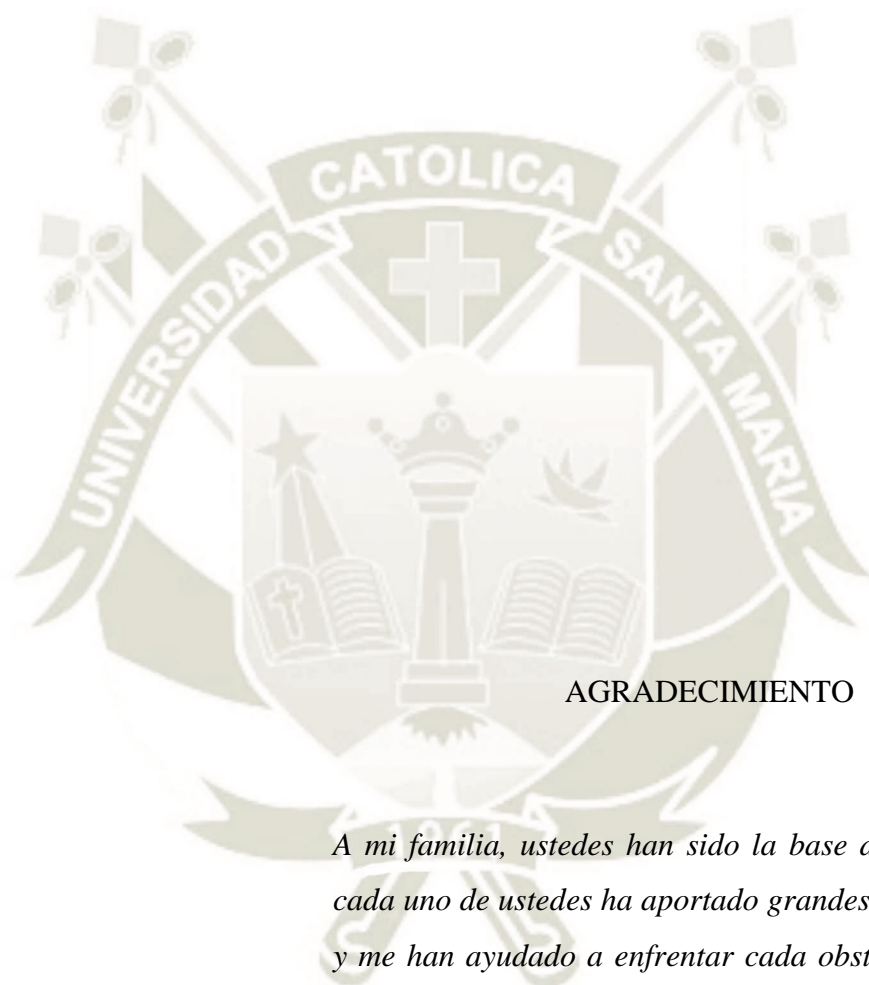 UNIVERSIDAD CATOLICA SANTA MARIA
AGRADECIMIENTO
1961
A mi familia, ustedes han sido la base
cada uno de ustedes ha aportado grandes
y me han ayudado a enfrentar cada